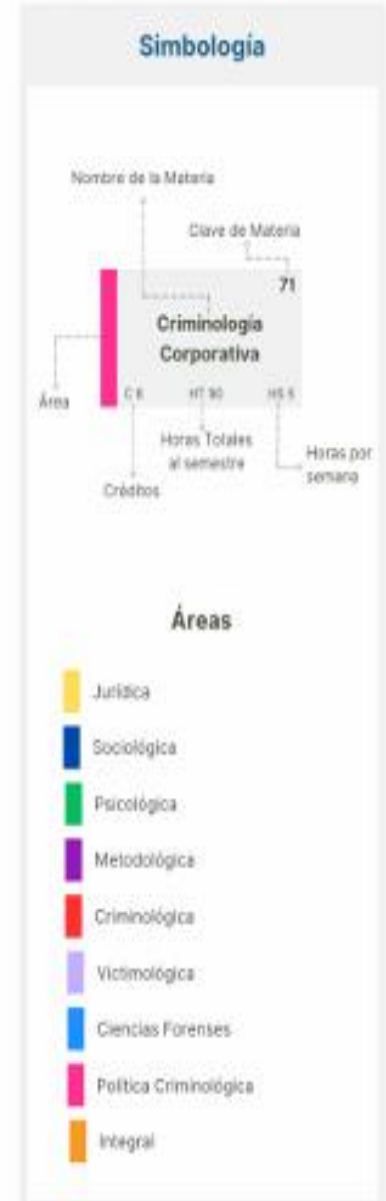 Simbología
Nombre de la Materia
Clave de Materia
71
Criminología
Corporativa
Área
C 6
HT 90
HS 5
Horas Totales
al semestre
Horas por
semana
Créditos
Áreas
Jurídica
Sociológica
Psicológica
Metodológica
Criminológica
Victimológica
Ciencias Forenses
Política Criminológica
Integral